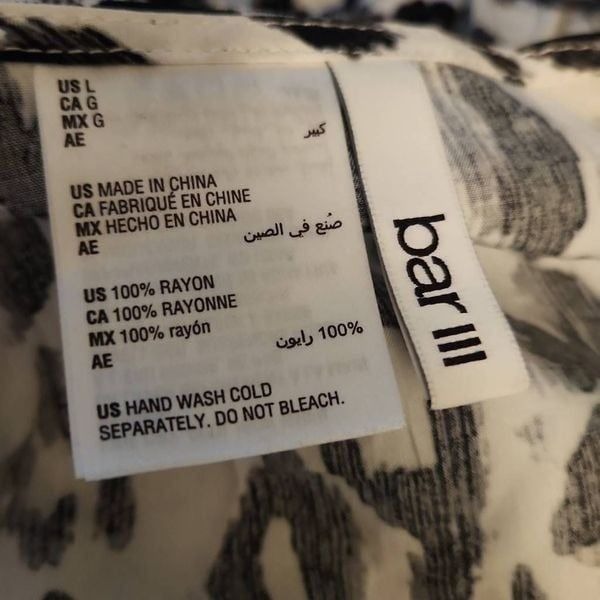 US L
CA G
MX G
AE كبير
US MADE IN CHINA
CA FABRIQUÉ EN CHINE
MX HECHO EN CHINA
AE صُنع في الصين
US 100% RAYON
CA 100% RAYONNE
MX 100% rayón
AE 100% رايون
US HAND WASH COLD
SEPARATELY. DO NOT BLEACH.
bar III